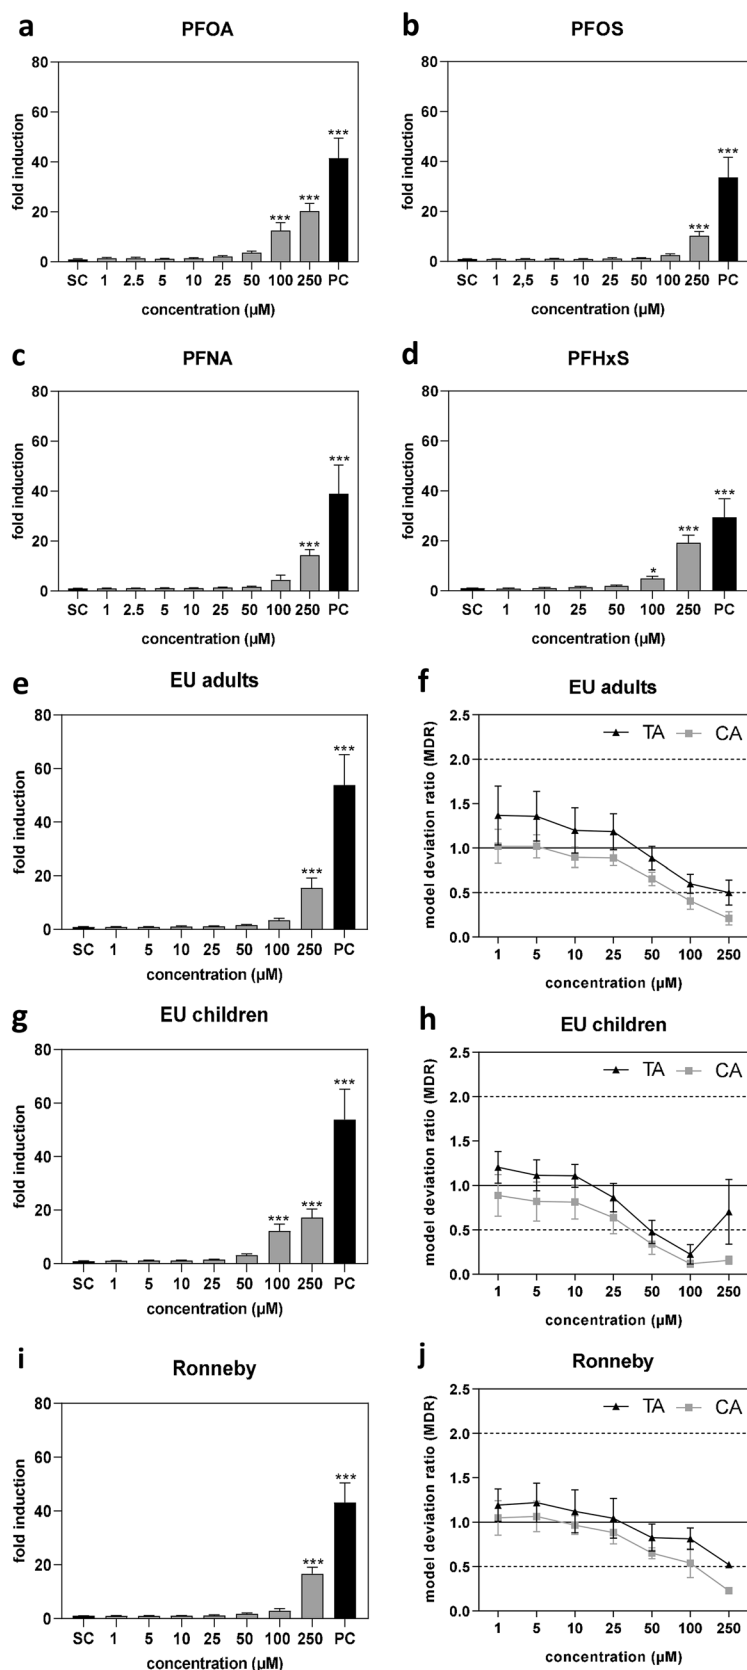 a
PFOA
80
60
40
20
0
fold induction
***
***
***
SC 1 2.5 5 10 25 50 100 250 PC
concentration (µM)
b
PFOS
80
60
40
20
0
fold induction
***
***
SC 1 2,5 5 10 25 50 100 250 PC
concentration (µM)
c
PFNA
80
60
40
20
0
fold induction
***
***
SC 1 2.5 5 10 25 50 100 250 PC
concentration (µM)
d
PFHxS
80
60
40
20
0
fold induction
*
***
***
SC 1 10 25 50 100 250 PC
concentration (µM)
e
EU adults
80
60
40
20
0
fold induction
***
***
SC 1 5 10 25 50 100 250 PC
concentration (µM)
f
EU adults
2.5
2.0
1.5
1.0
0.5
0.0
model deviation ratio (MDR)
TA CA
1 5 10 25 50 100 250
concentration (µM)
g
EU children
80
60
40
20
0
fold induction
***
***
***
SC 1 5 10 25 50 100 250 PC
concentration (µM)
h
EU children
2.5
2.0
1.5
1.0
0.5
0.0
model deviation ratio (MDR)
TA CA
1 5 10 25 50 100 250
concentration (µM)
i
Ronneby
80
60
40
20
0
fold induction
***
***
SC 1 5 10 25 50 100 250 PC
concentration (µM)
j
Ronneby
2.5
2.0
1.5
1.0
0.5
0.0
model deviation ratio (MDR)
TA CA
1 5 10 25 50 100 250
concentration (µM)